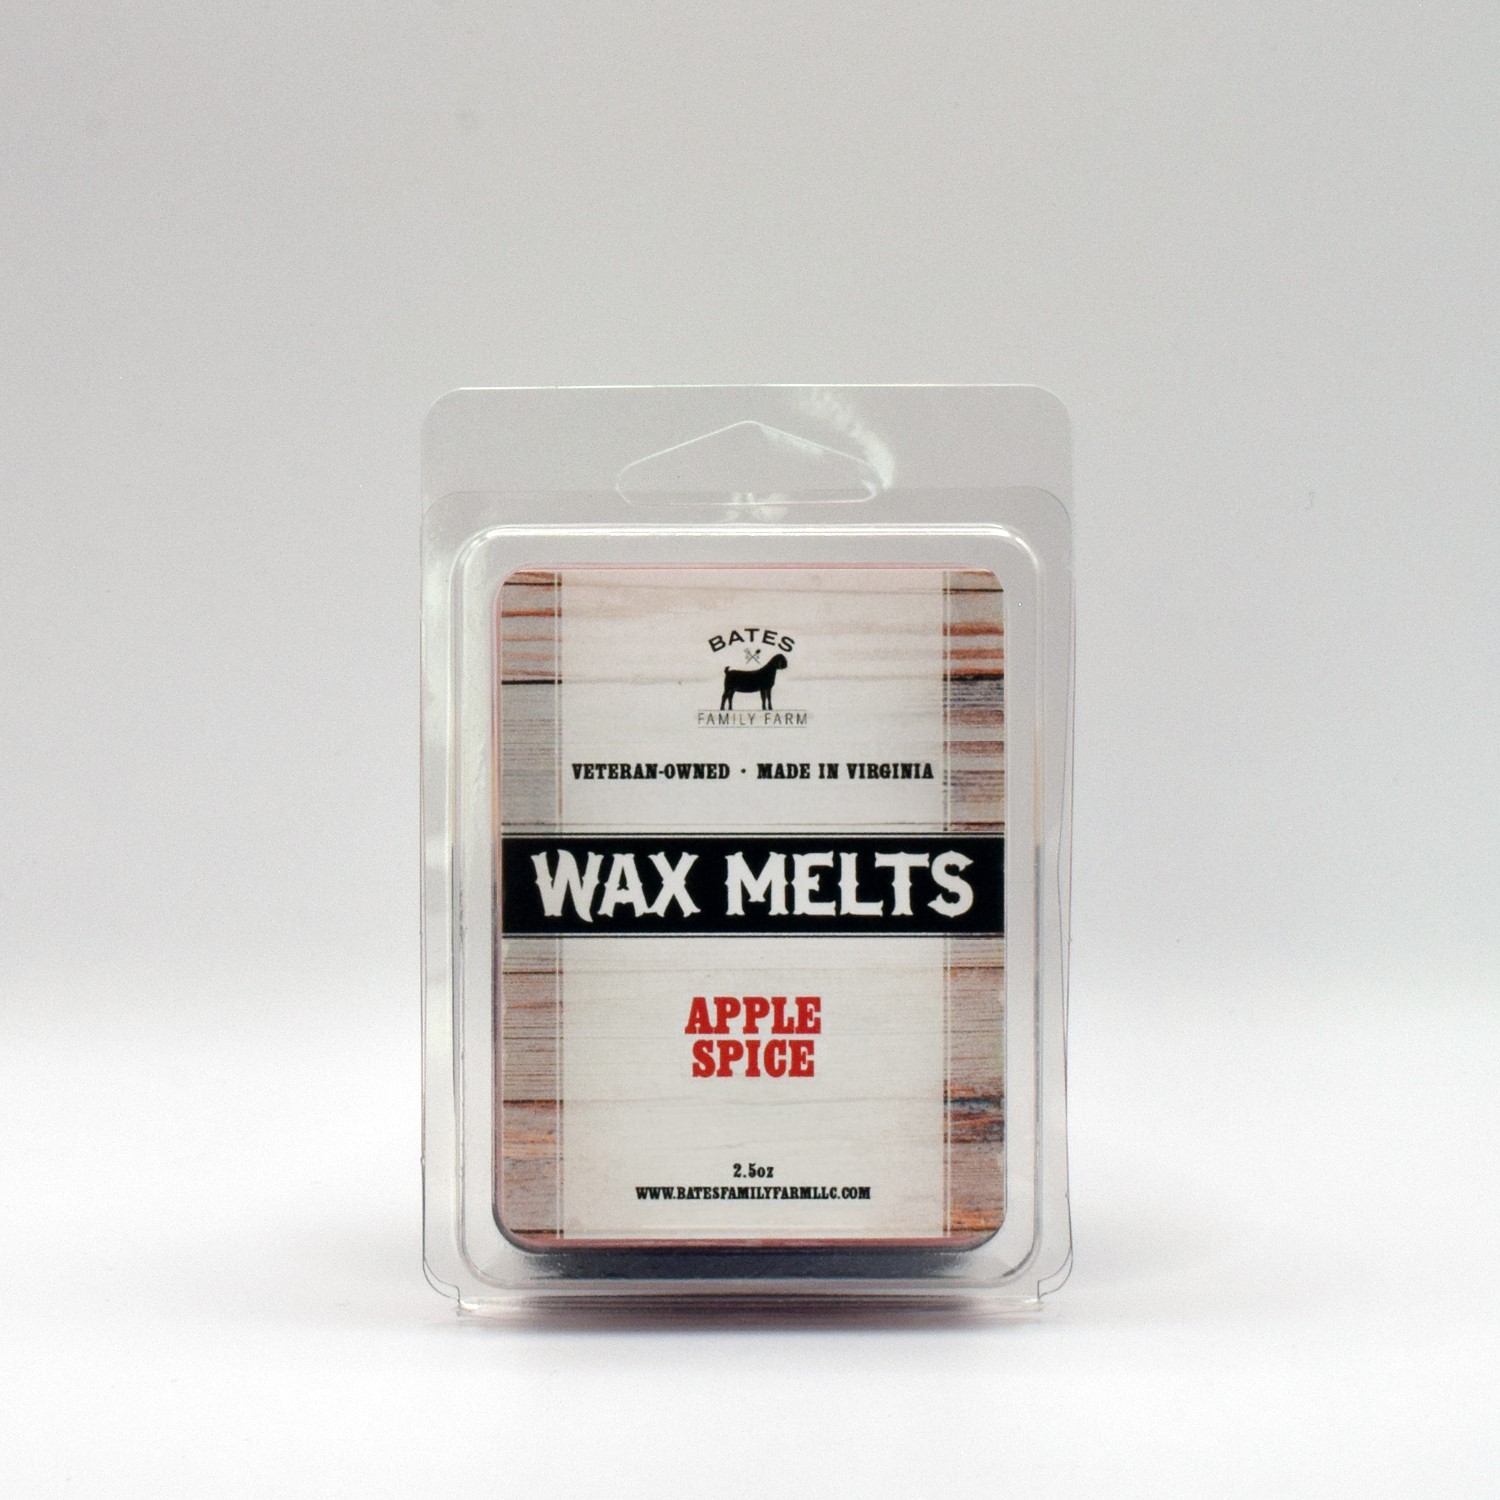 BATES
FAMILY FARM
VETERAN-OWNED · MADE IN VIRGINIA
WAX MELTS
APPLE
SPICE
2.5oz
WWW.BATESFAMILYFARMLLC.COM